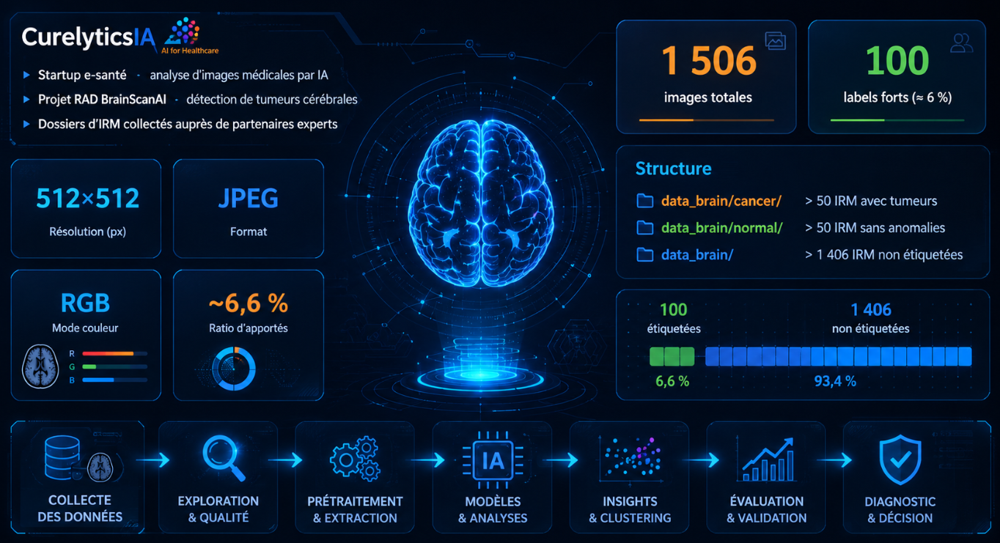 CurelyticsIA
AI for Healthcare
Startup e-santé · analyse d'images médicales par IA
Projet RAD BrainScanAI · détection de tumeurs cérébrales
Dossiers d'IRM collectés auprès de partenaires experts
1 506
images totales
100
labels forts (≈ 6 %)
512×512
Résolution (px)
JPEG
Format
Structure
data_brain/cancer/ > 50 IRM avec tumeurs
data_brain/normal/ > 50 IRM sans anomalies
data_brain/ > 1 406 IRM non étiquetées
RGB
Mode couleur
R
G
B
~6,6 %
Ratio d'apportés
100
étiquetées
1 406
non étiquetées
6,6 %
93,4 %
COLLECTE
DES DONNÉES
EXPLORATION
& QUALITÉ
PRÉTRAITEMENT
& EXTRACTION
IA
MODÈLES
& ANALYSES
INSIGHTS
& CLUSTERING
ÉVALUATION
& VALIDATION
DIAGNOSTIC
& DÉCISION